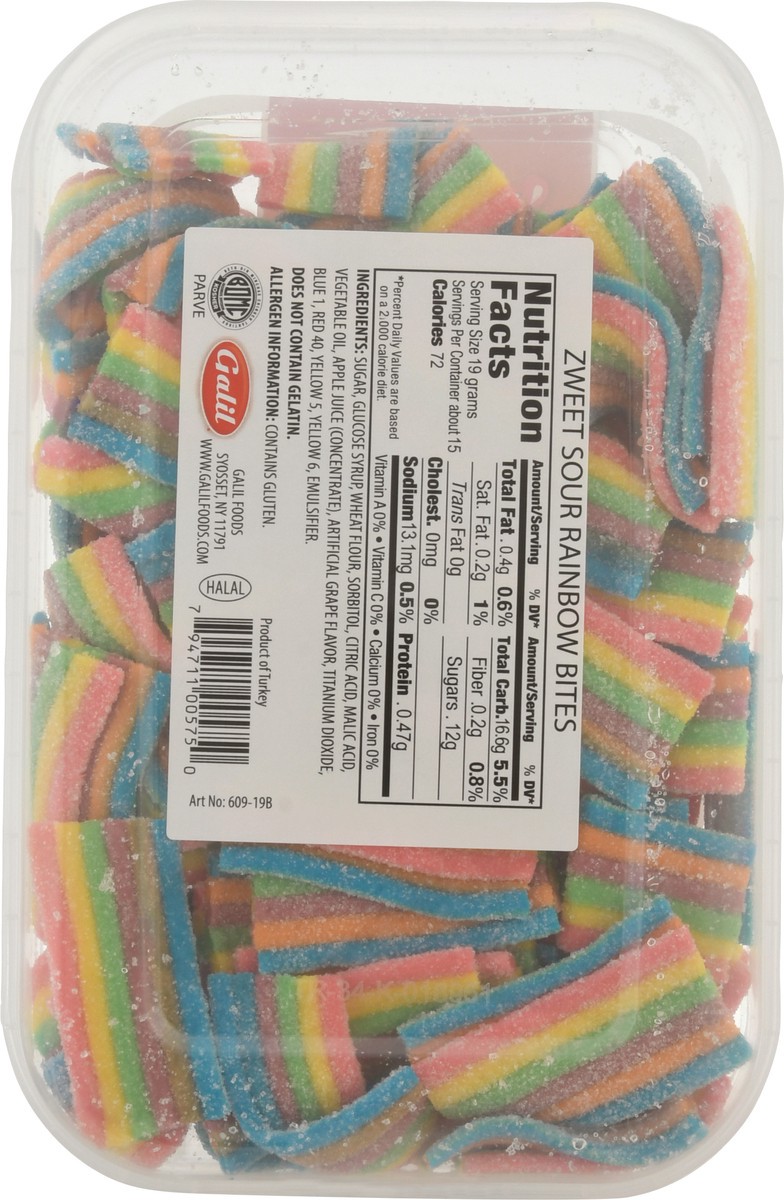 ZWEET SOUR RAINBOW BITES
Nutrition
Facts
Serving Size 19 grams
Servings Per Container about 15
Calories 72
*Percent Daily Values are based
on a 2,000 calorie diet.
Amount/Serving % DV* Amount/Serving % DV*
Total Fat . 0.4g 0.6% Total Carb.16.6g 5.5%
Sat. Fat .0.2g 1% Fiber .0.2g 0.8%
Trans Fat 0g Sugars . 12g
Cholest. 0mg 0%
Sodium13.1mg 0.5% Protein . 0.47g
Vitamin A 0% • Vitamin C 0% • Calcium 0% • Iron 0%
INGREDIENTS: SUGAR, GLUCOSE SYRUP, WHEAT FLOUR, SORBITOL, CITRIC ACID, MALIC ACID,
VEGETABLE OIL, APPLE JUICE (CONCENTRATE), ARTIFICIAL GRAPE FLAVOR, TITANIUM DIOXIDE,
BLUE 1, RED 40, YELLOW 5, YELLOW 6, EMULSIFIER.
DOES NOT CONTAIN GELATIN.
ALLERGEN INFORMATION: CONTAINS GLUTEN.
PARVE
Galil
GALIL FOODS
SYOSSET, NY 11791
WWW.GALILFOODS.COM
HALAL
Product of Turkey
7 94711 00575 0
Art No: 609-19B